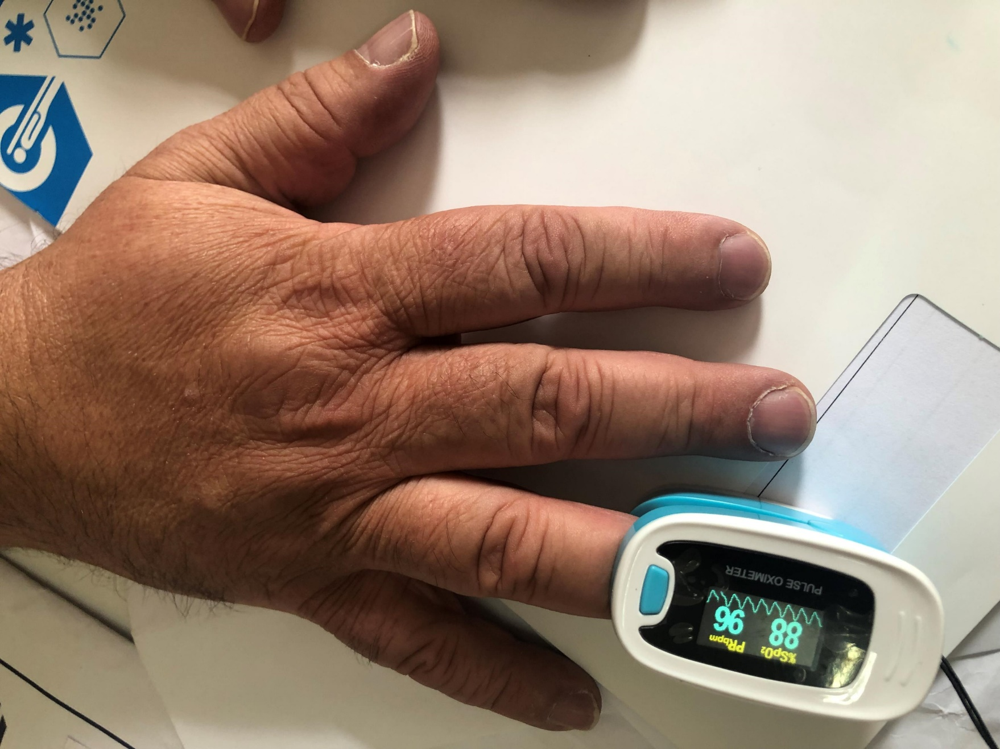 %SpO₂ PRbpm
88 96
PULSE OXIMETER